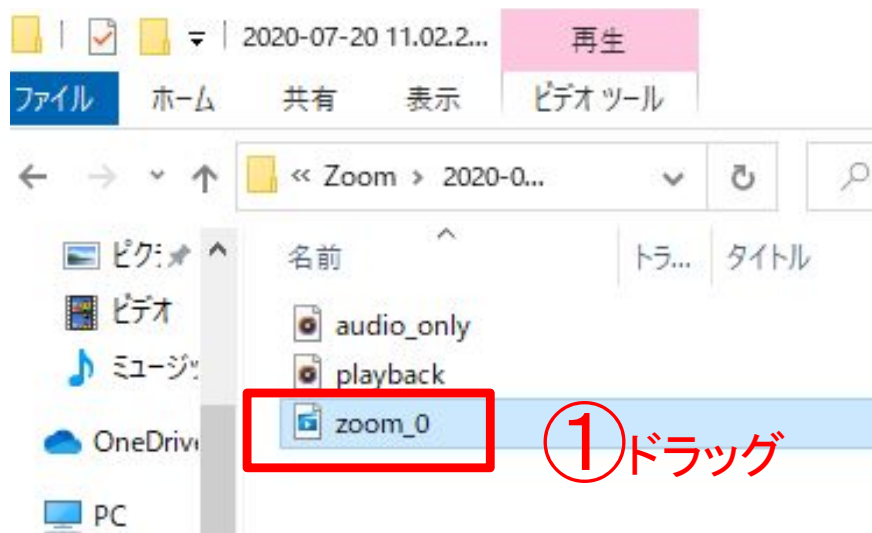 2020-07-20 11.02.2... 再生
ファイル ホーム 共有 表示 ビデオ ツール
« Zoom › 2020-0...
ピク
名前 トラ... タイトル
ビデオ
audio_only
ミュージッ
playback
zoom_0
①ドラッグ
OneDriv
PC